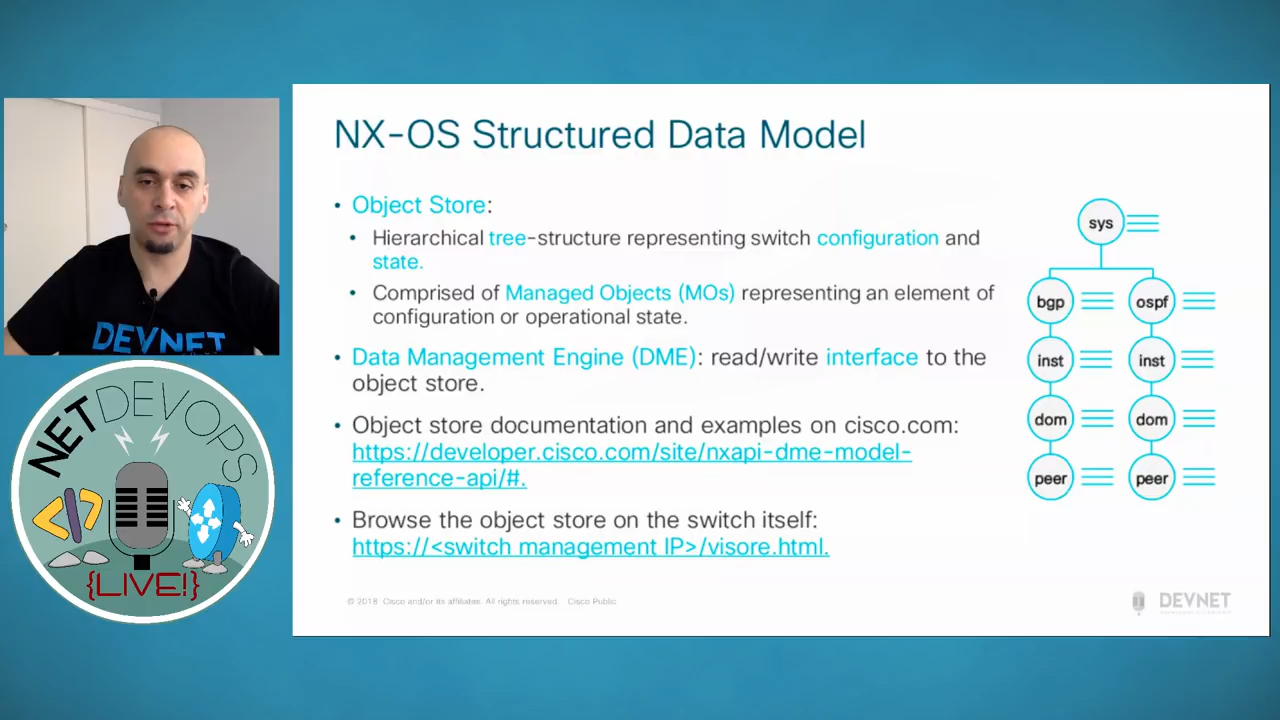 NX-OS Structured Data Model
• Object Store:
• Hierarchical tree-structure representing switch configuration and
state.
• Comprised of Managed Objects (MOs) representing an element of
configuration or operational state.
• Data Management Engine (DME): read/write interface to the
object store.
• Object store documentation and examples on cisco.com:
https://developer.cisco.com/site/nxapi-dme-model-
reference-api/#.
• Browse the object store on the switch itself:
https://<switch management IP>/visore.html.
sys
bgp ospf
inst inst
dom dom
peer peer
© 2018 Cisco and/or its affiliates. All rights reserved. Cisco Public
DEVNET
DEVNET
NETDEVOPS
</>
{LIVE!}